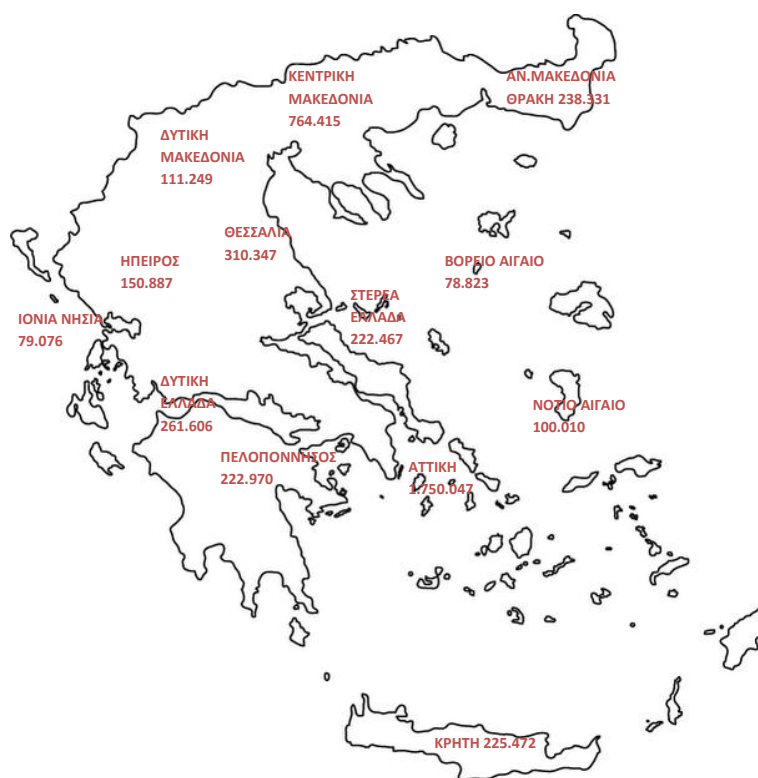 ΚΕΝΤΡΙΚΗ
ΜΑΚΕΔΟΝΙΑ
764.415
ΑΝ.ΜΑΚΕΔΟΝΙΑ
ΘΡΑΚΗ 238.331
ΔΥΤΙΚΗ
ΜΑΚΕΔΟΝΙΑ
111.249
ΘΕΣΣΑΛΙΑ
310.347
ΗΠΕΙΡΟΣ
150.887
ΒΟΡΕΙΟ ΑΙΓΑΙΟ
78.823
ΣΤΕΡΕΑ
ΕΛΛΑΔΑ
222.467
ΙΟΝΙΑ ΝΗΣΙΑ
79.076
ΔΥΤΙΚΗ
ΕΛΛΑΔΑ
261.606
ΝΟΤΙΟ ΑΙΓΑΙΟ
100.010
ΠΕΛΟΠΟΝΝΗΣΟΣ
222.970
ΑΤΤΙΚΗ
1.750.047
ΚΡΗΤΗ 225.472